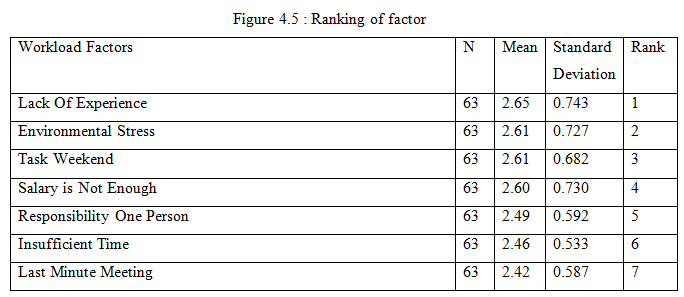 Figure 4.5 : Ranking of factor
Workload Factors N Mean Standard Deviation Rank
Lack Of Experience 63 2.65 0.743 1
Environmental Stress 63 2.61 0.727 2
Task Weekend 63 2.61 0.682 3
Salary is Not Enough 63 2.60 0.730 4
Responsibility One Person 63 2.49 0.592 5
Insufficient Time 63 2.46 0.533 6
Last Minute Meeting 63 2.42 0.587 7